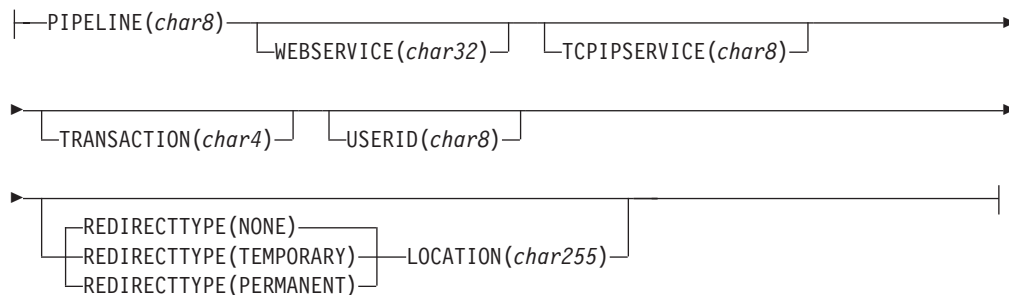 PIPELINE(char8)
WEBSERVICE(char32) TCPIPSERVICE(char8)
TRANSACTION(char4) USERID(char8)
REDIRECTTYPE(NONE)
REDIRECTTYPE(TEMPORARY) LOCATION(char255)
REDIRECTTYPE(PERMANENT)